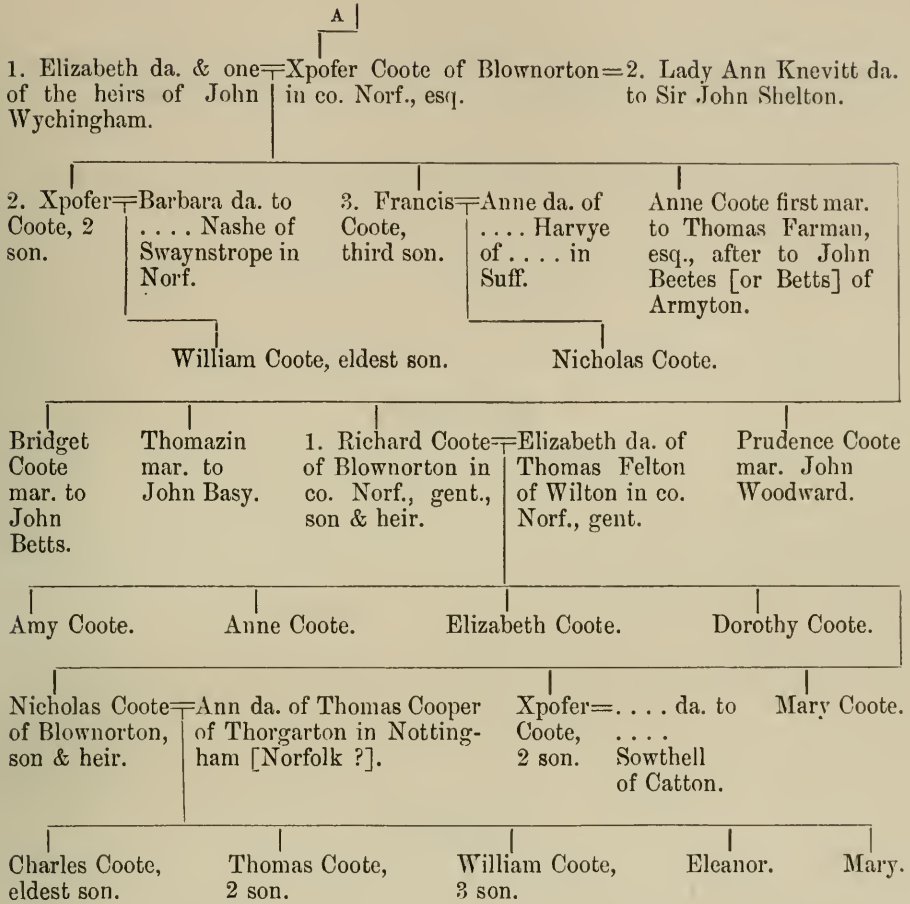 A
1. Elizabeth da. & one=Xpofer Coote of Blownorton=2. Lady Ann Knevitt da.
of the heirs of John in co. Norf., esq. to Sir John Shelton.
Wychingham.
2. Xpofer=Barbara da. to 3. Francis=Anne da. of Anne Coote first mar.
Coote, 2 .... Nashe of Coote, .... Harvye to Thomas Farman,
son. Swaynstrope in third son. of .... in esq., after to John
Norf. Suff. Beetes [or Betts] of
Armyton.
William Coote, eldest son. Nicholas Coote.
Bridget Thomazin 1. Richard Coote=Elizabeth da. of Prudence Coote
Coote mar. to of Blownorton in Thomas Felton mar. John
mar. to John Basy. co. Norf., gent., of Wilton in co. Woodward.
John son & heir. Norf., gent.
Betts.
Amy Coote. Anne Coote. Elizabeth Coote. Dorothy Coote.
Nicholas Coote=Ann da. of Thomas Cooper Xpofer=.... da. to Mary Coote.
of Blownorton, of Thorgarton in Notting- Coote, ....
son & heir. ham [Norfolk ?]. 2 son. Sowthell
of Catton.
Charles Coote, Thomas Coote, William Coote, Eleanor. Mary.
eldest son. 2 son. 3 son.